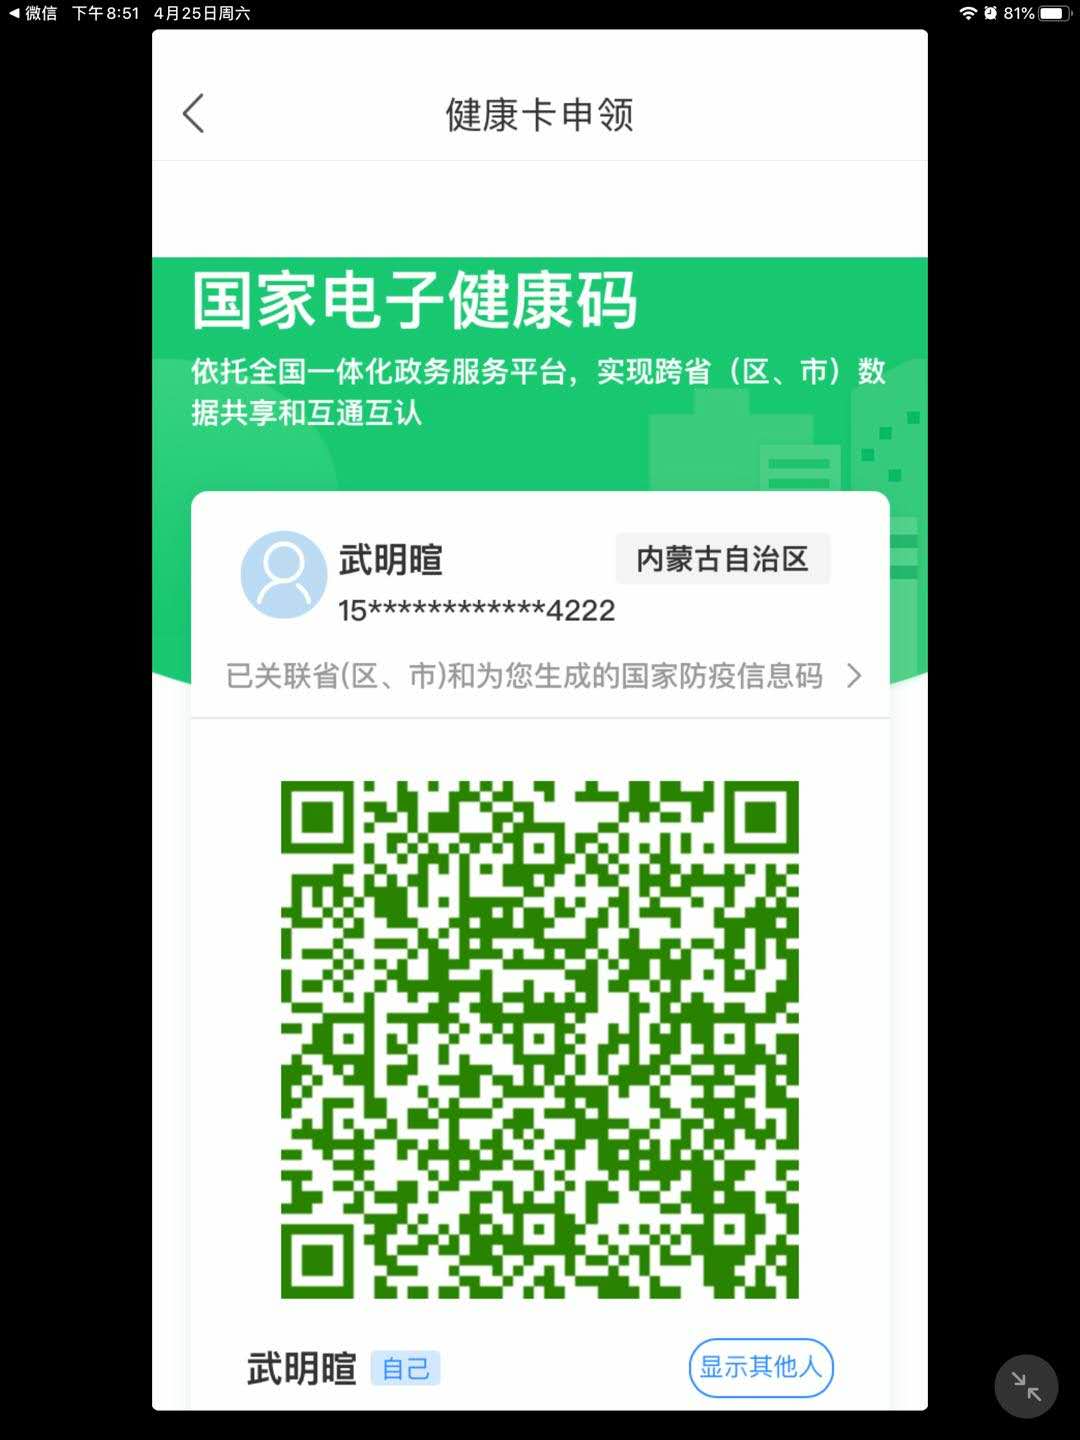 微信 下午8:51 4月25日周六 81%
健康卡申领
国家电子健康码
依托全国一体化政务服务平台，实现跨省（区、市）数
据共享和互通互认
武明暄 内蒙古自治区
15************4222
已关联省(区、市)和为您生成的国家防疫信息码
武明暄 自己 显示其他人